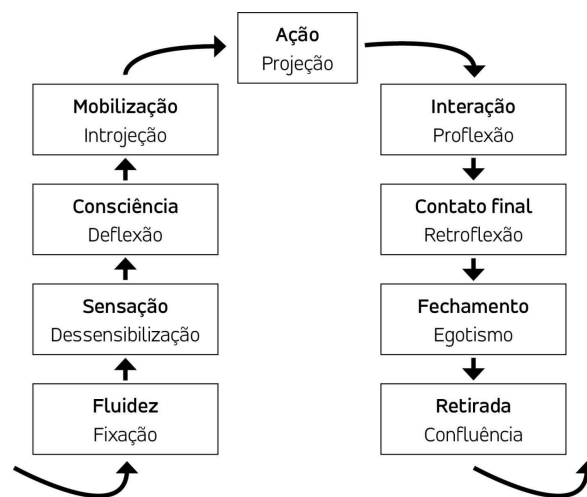 Ação
Projeção
Mobilização
Introjeção
Interação
Proflexão
Consciência
Deflexão
Contato final
Retroflexão
Sensação
Dessensibilização
Fechamento
Egotismo
Fluidez
Fixação
Retirada
Confluência